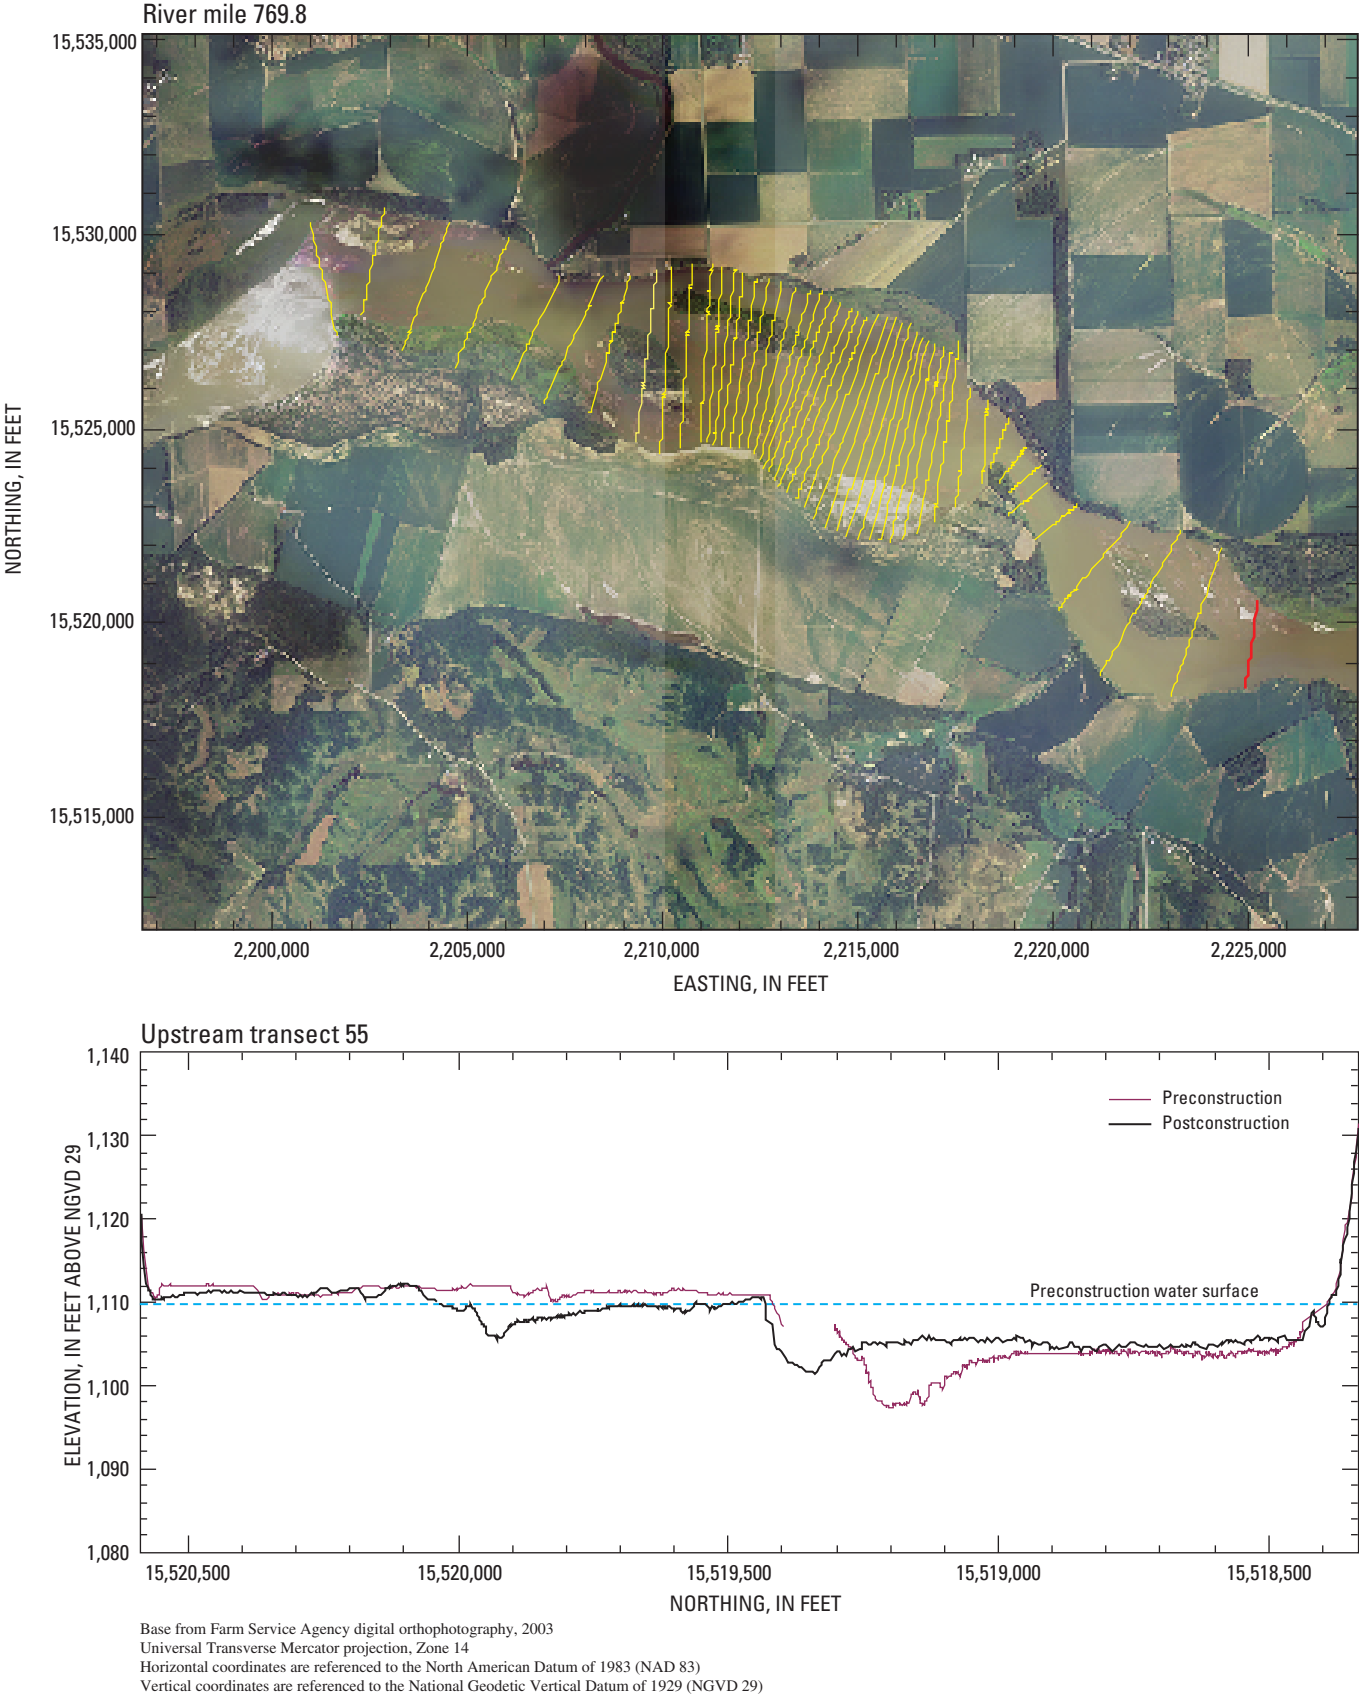 River mile 769.8
15,535,000
15,530,000
15,525,000
15,520,000
15,515,000
NORTHING, IN FEET
2,200,000 2,205,000 2,210,000 2,215,000 2,220,000 2,225,000
EASTING, IN FEET
Upstream transect 55
1,140
1,130
1,120
1,110
1,100
1,090
1,080
ELEVATION, IN FEET ABOVE NGVD 29
Preconstruction
Postconstruction
Preconstruction water surface
15,520,500 15,520,000 15,519,500 15,519,000 15,518,500
NORTHING, IN FEET
Base from Farm Service Agency digital orthophotography, 2003
Universal Transverse Mercator projection, Zone 14
Horizontal coordinates are referenced to the North American Datum of 1983 (NAD 83)
Vertical coordinates are referenced to the National Geodetic Vertical Datum of 1929 (NGVD 29)